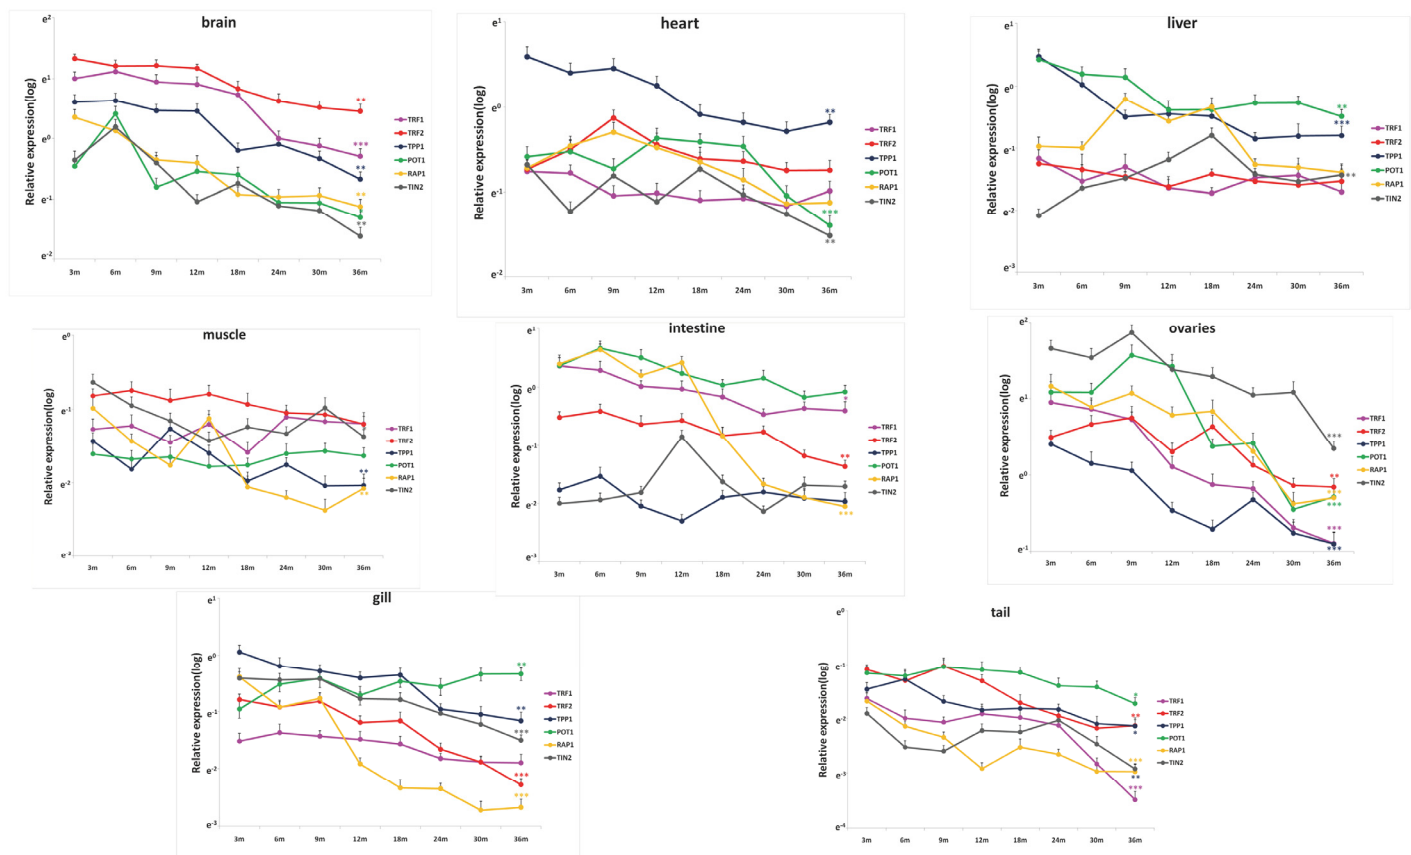 brain
Relative expression(log)
e2
e1
e0
e-1
e-2
3m 6m 9m 12m 18m 24m 30m 36m
**
***
**
**
**
TRF1
TRF2
TPP1
POT1
RAP1
TIN2
heart
Relative expression(log)
e1
e0
e-1
e-2
3m 6m 9m 12m 18m 24m 30m 36m
**
***
**
TRF1
TRF2
TPP1
POT1
RAP1
TIN2
liver
Relative expression(log)
e1
e0
e-1
e-2
e-3
3m 6m 9m 12m 18m 24m 30m 36m
**
***
**
TRF1
TRF2
TPP1
POT1
RAP1
TIN2
muscle
Relative expression(log)
e0
e-1
e-2
3m 6m 9m 12m 18m 24m 30m 36m
**
**
TRF1
TRF2
TPP1
POT1
RAP1
TIN2
intestine
Relative expression(log)
e1
e0
e-1
e-2
e-3
3m 6m 9m 12m 18m 24m 30m 36m
*
**
***
TRF1
TRF2
TPP1
POT1
RAP1
TIN2
ovaries
Relative expression(log)
e2
e1
e0
e-1
3m 6m 9m 12m 18m 24m 30m 36m
***
**
***
***
***
***
TRF1
TRF2
TPP1
POT1
RAP1
TIN2
gill
Relative expression(log)
e1
e0
e-1
e-2
e-3
3m 6m 9m 12m 18m 24m 30m 36m
**
**
***
***
***
TRF1
TRF2
TPP1
POT1
RAP1
TIN2
tail
Relative expression(log)
e0
e-1
e-2
e-3
e-4
3m 6m 9m 12m 18m 24m 30m 36m
*
**
*
***
**
***
TRF1
TRF2
TPP1
POT1
RAP1
TIN2